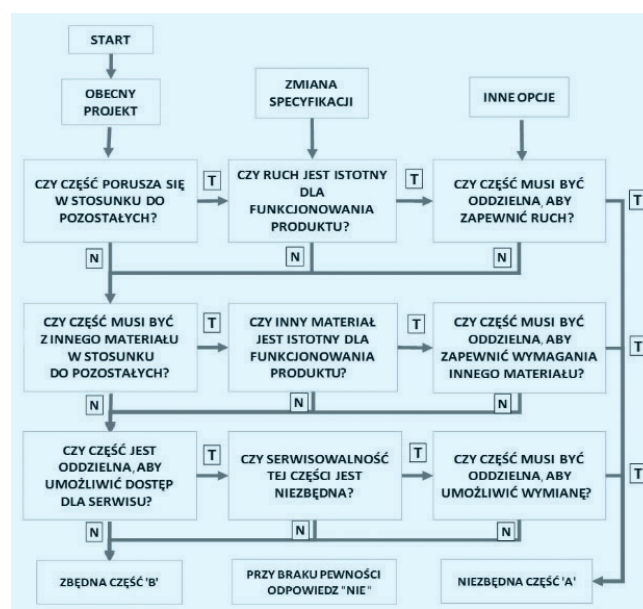 START
OBECNY
PROJEKT
ZMIANA
SPECYFIKACJI
INNE OPCJE
CZY CZĘŚĆ PORUSZA SIĘ
W STOSUNKU DO
POZOSTAŁYCH?
T
CZY RUCH JEST ISTOTNY
DLA
FUNKCJONOWANIA
PRODUKTU?
T
CZY CZĘŚĆ MUSI BYĆ
ODDZIELNA, ABY
ZAPEWNIĆ RUCH?
T
N
N
N
CZY CZĘŚĆ MUSI BYĆ
Z INNEGO MATERIAŁU
W STOSUNKU
DO POZOSTAŁYCH?
T
CZY INNY MATERIAŁ
JEST ISTOTNY DLA
FUNKCJONOWANIA
PRODUKTU?
T
CZY CZĘŚĆ MUSI BYĆ
ODDZIELNA, ABY
ZAPEWNIĆ WYMAGANIA
INNEGO MATERIAŁU?
T
N
N
N
CZY CZĘŚĆ JEST
ODDZIELNA, ABY
UMOŻLIWIĆ DOSTĘP
DLA SERWISU?
T
CZY SERWISOWALNOŚĆ
TEJ CZĘŚCI JEST
NIEZBĘDNA?
T
CZY CZĘŚĆ MUSI BYĆ
ODDZIELNA, ABY
UMOŻLIWIĆ WYMIANĘ?
T
N
N
N
ZBĘDNA CZĘŚĆ 'B'
PRZY BRAKU PEWNOŚCI
ODPOWIEDZ "NIE"
NIEZBĘDNA CZĘŚĆ 'A'